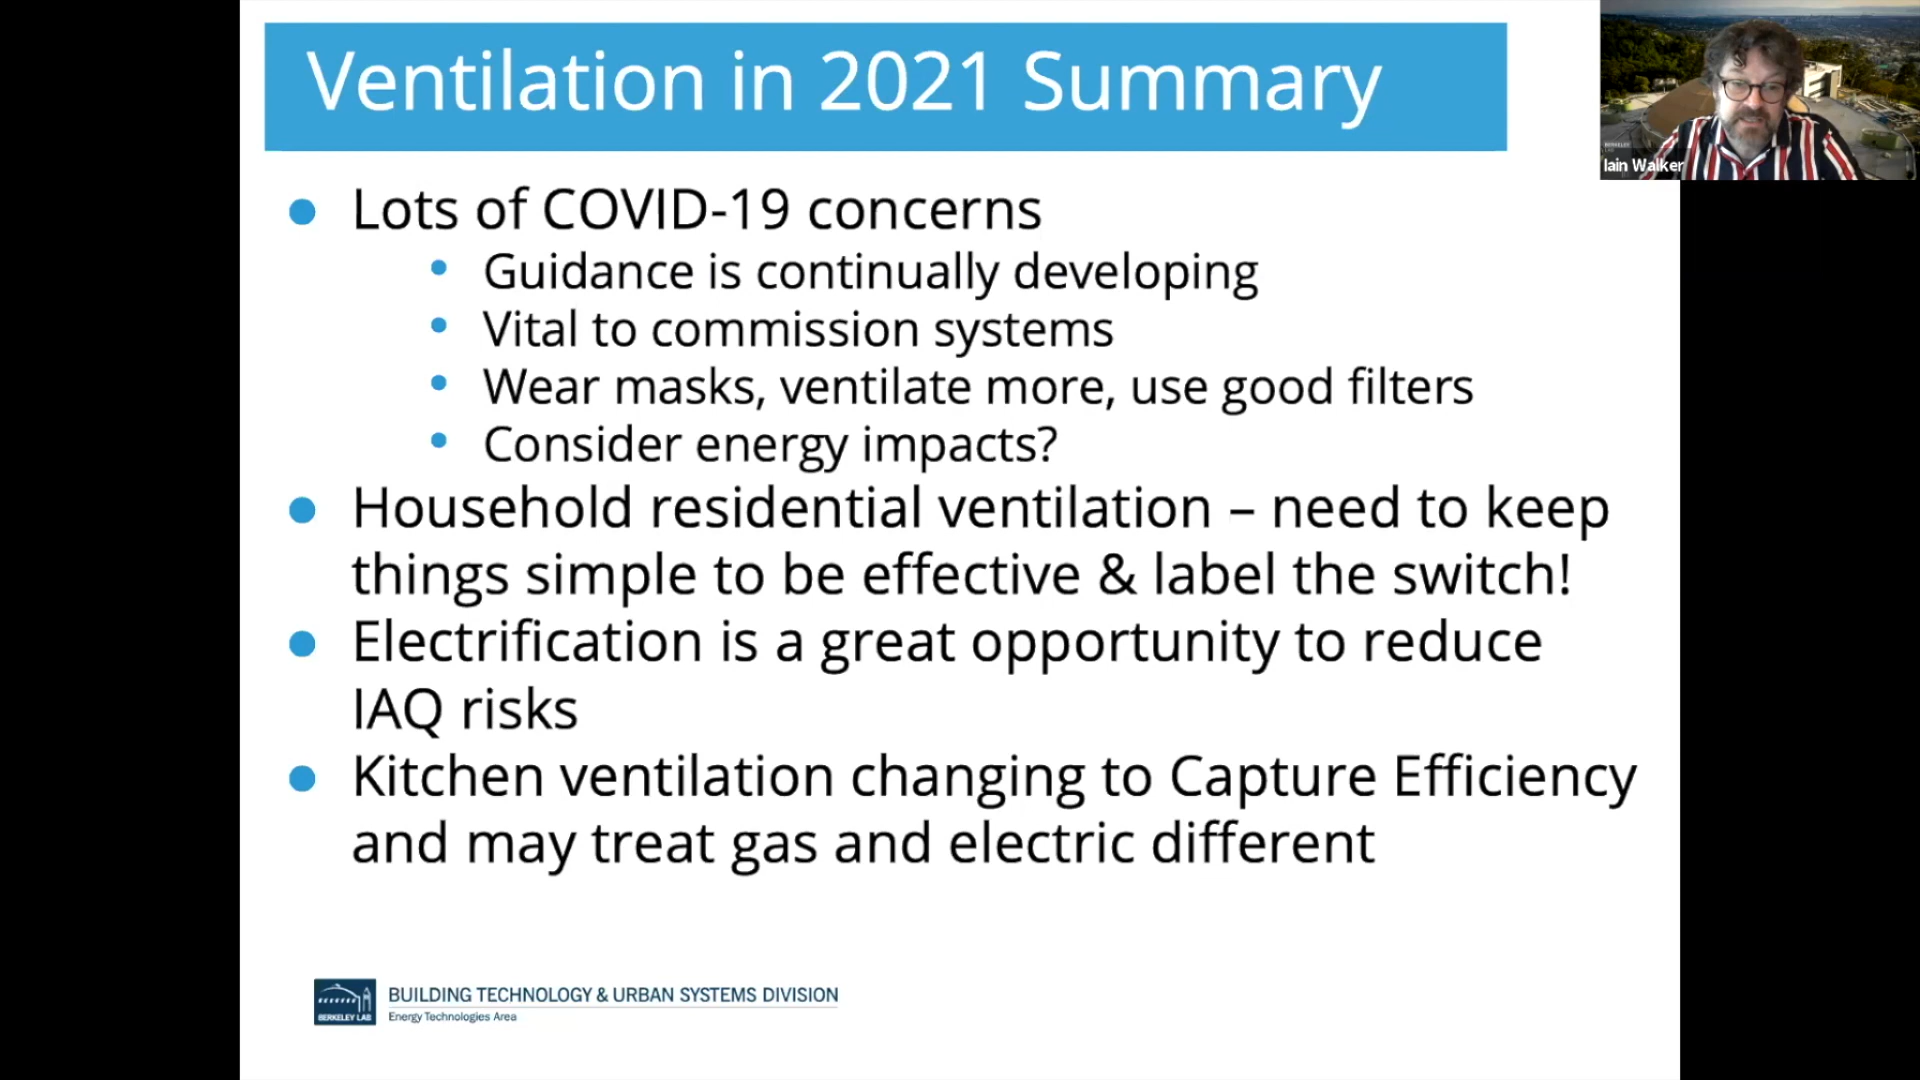 Ventilation in 2021 Summary
Lots of COVID-19 concerns
Guidance is continually developing
Vital to commission systems
Wear masks, ventilate more, use good filters
Consider energy impacts?
Household residential ventilation – need to keep
things simple to be effective & label the switch!
Electrification is a great opportunity to reduce
IAQ risks
Kitchen ventilation changing to Capture Efficiency
and may treat gas and electric different
BERKELEY LAB
BUILDING TECHNOLOGY & URBAN SYSTEMS DIVISION
Energy Technologies Area
BERKELEY
LAB
Iain Walker